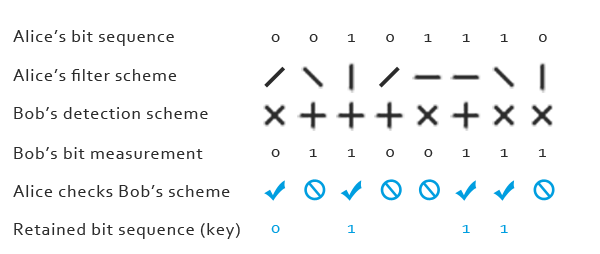 Alice's bit sequence 0 0 1 0 1 1 1 0
Alice's filter scheme
Bob's detection scheme
Bob's bit measurement 0 1 1 0 0 1 1 1
Alice checks Bob's scheme
Retained bit sequence (key) 0 1 1 1